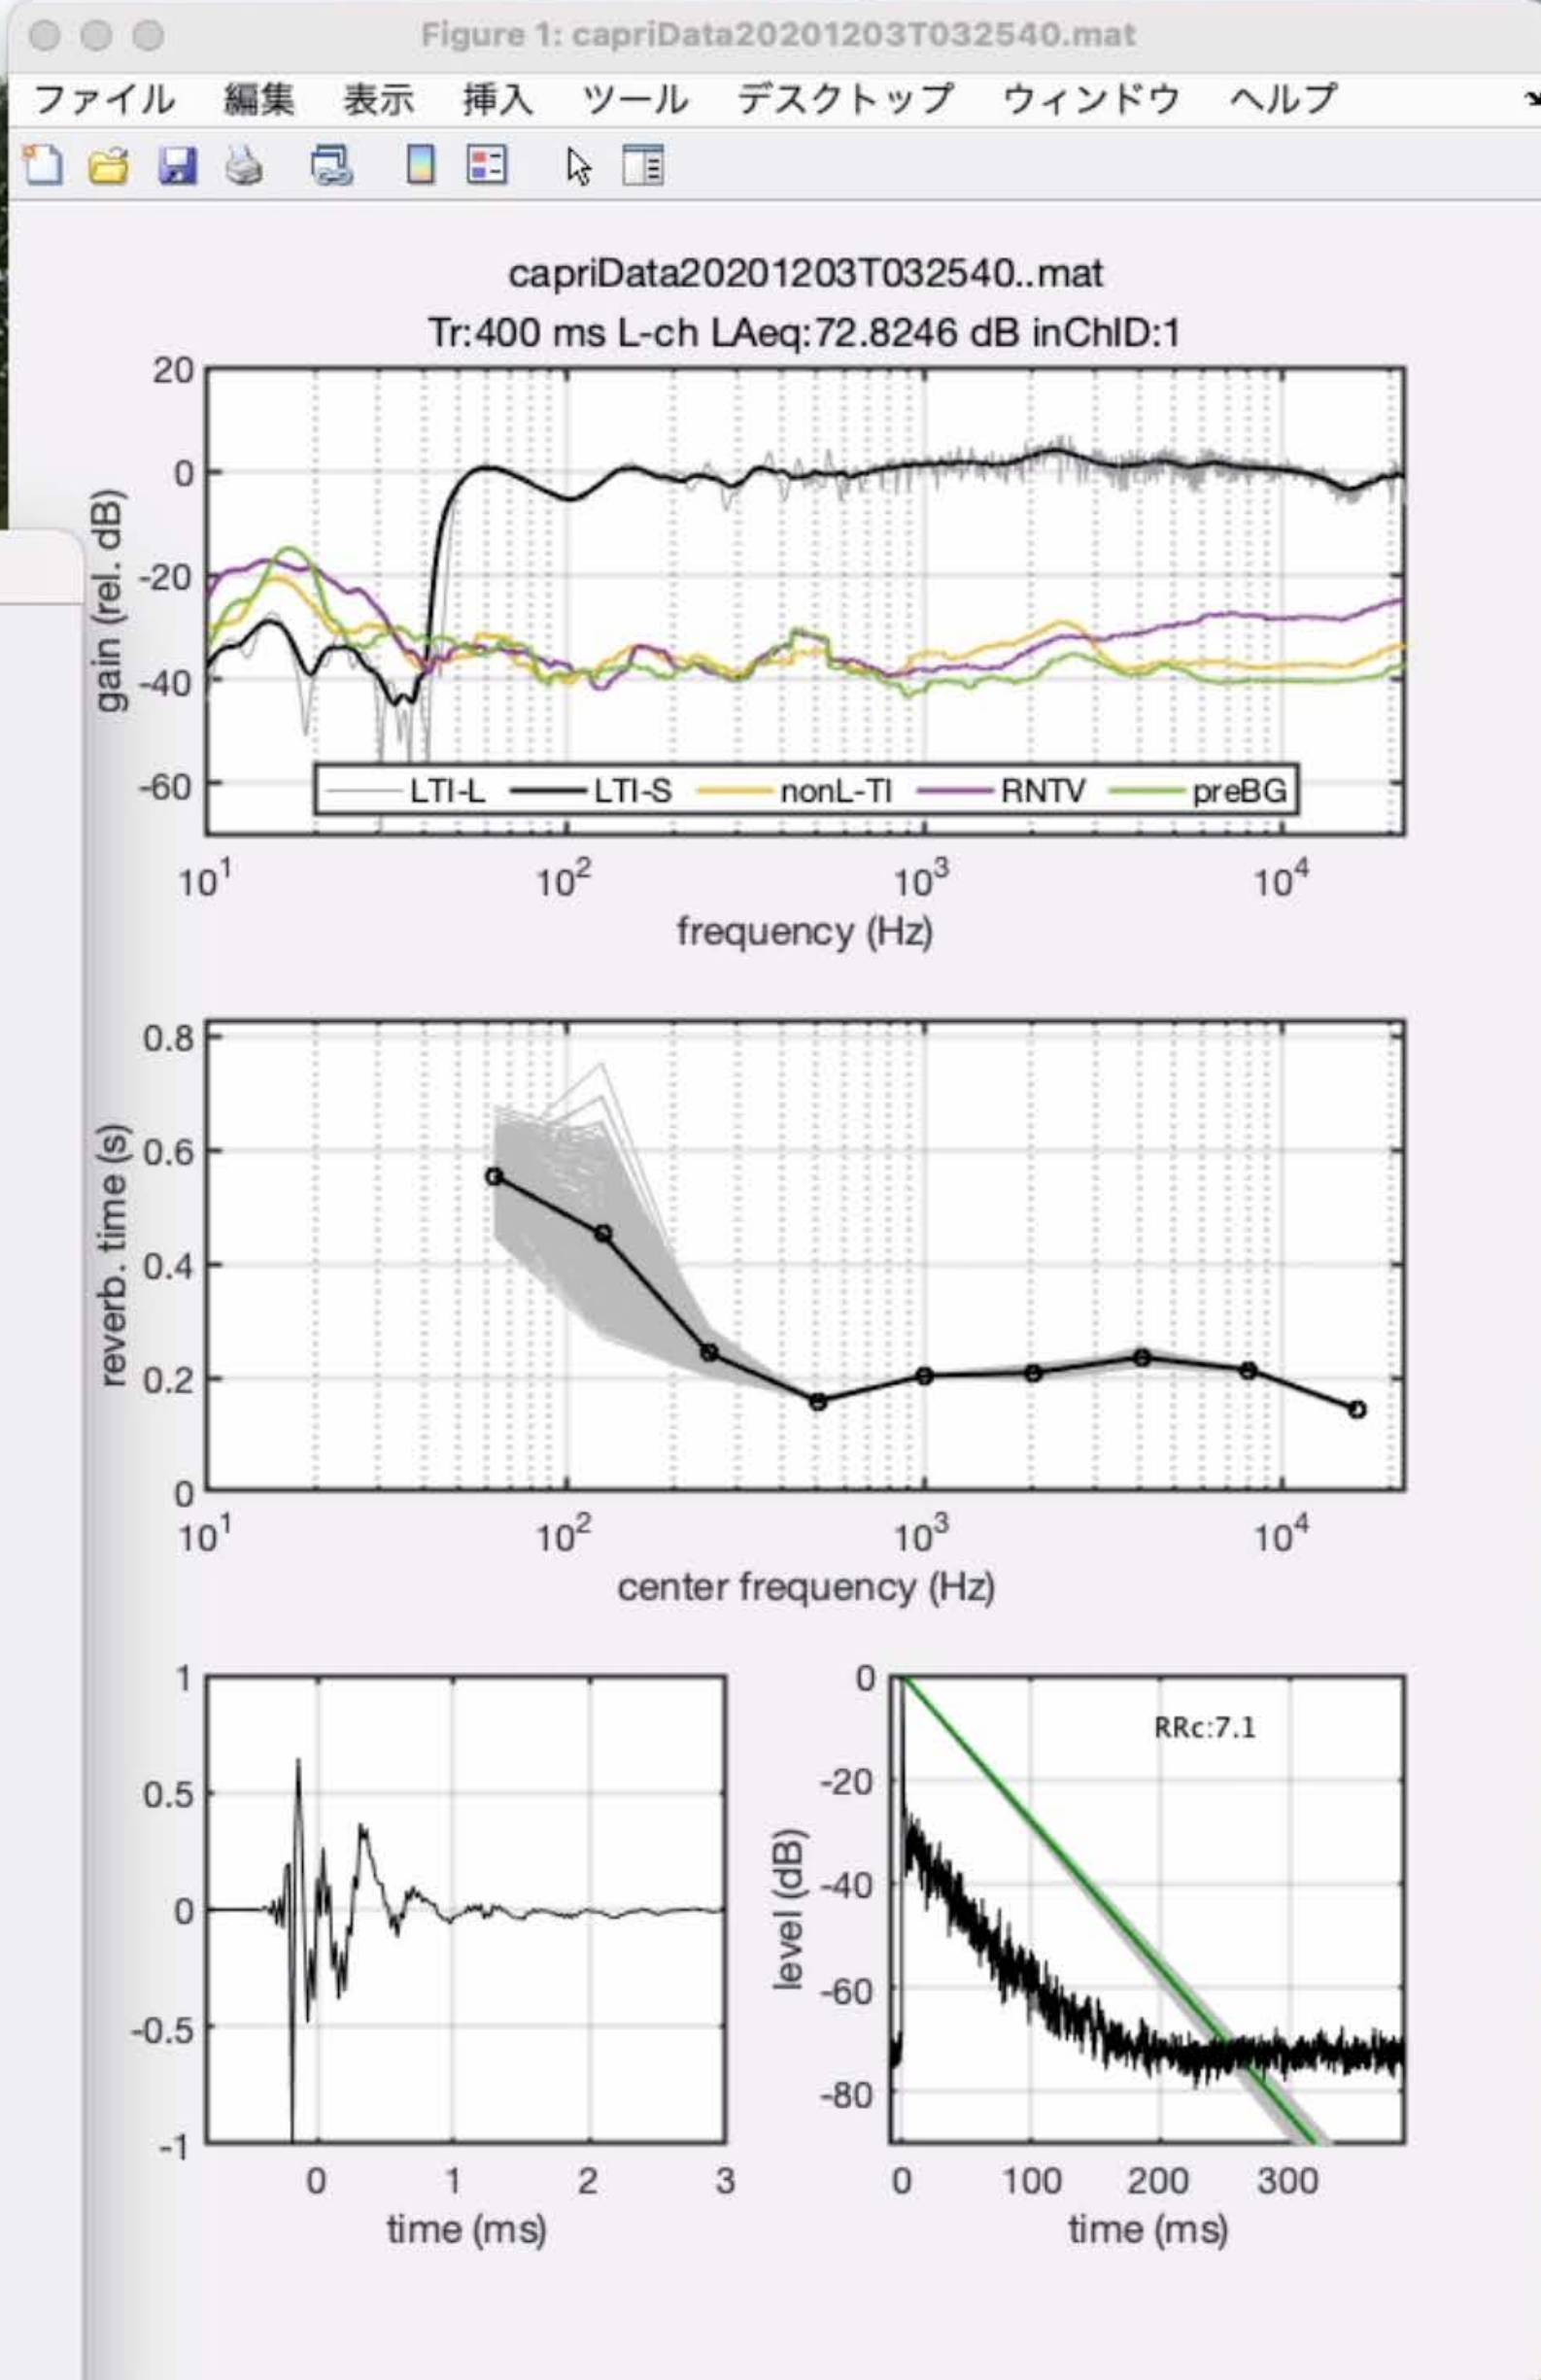 Figure 1: capriData20201203T032540.mat
ファイル 編集 表示 挿入 ツール デスクトップ ウィンドウ ヘルプ
capriData20201203T032540..mat
Tr:400 ms L-ch LAeq:72.8246 dB inChID:1
gain (rel. dB)
20
0
-20
-40
-60
LTI-L LTI-S nonL-TI RNTV preBG
10¹ 10² 10³ 10⁴
frequency (Hz)
reverb. time (s)
0.8
0.6
0.4
0.2
0
10¹ 10² 10³ 10⁴
center frequency (Hz)
1
0.5
0
-0.5
-1
0 1 2 3
time (ms)
level (dB)
0
-20
-40
-60
-80
RRc:7.1
0 100 200 300
time (ms)